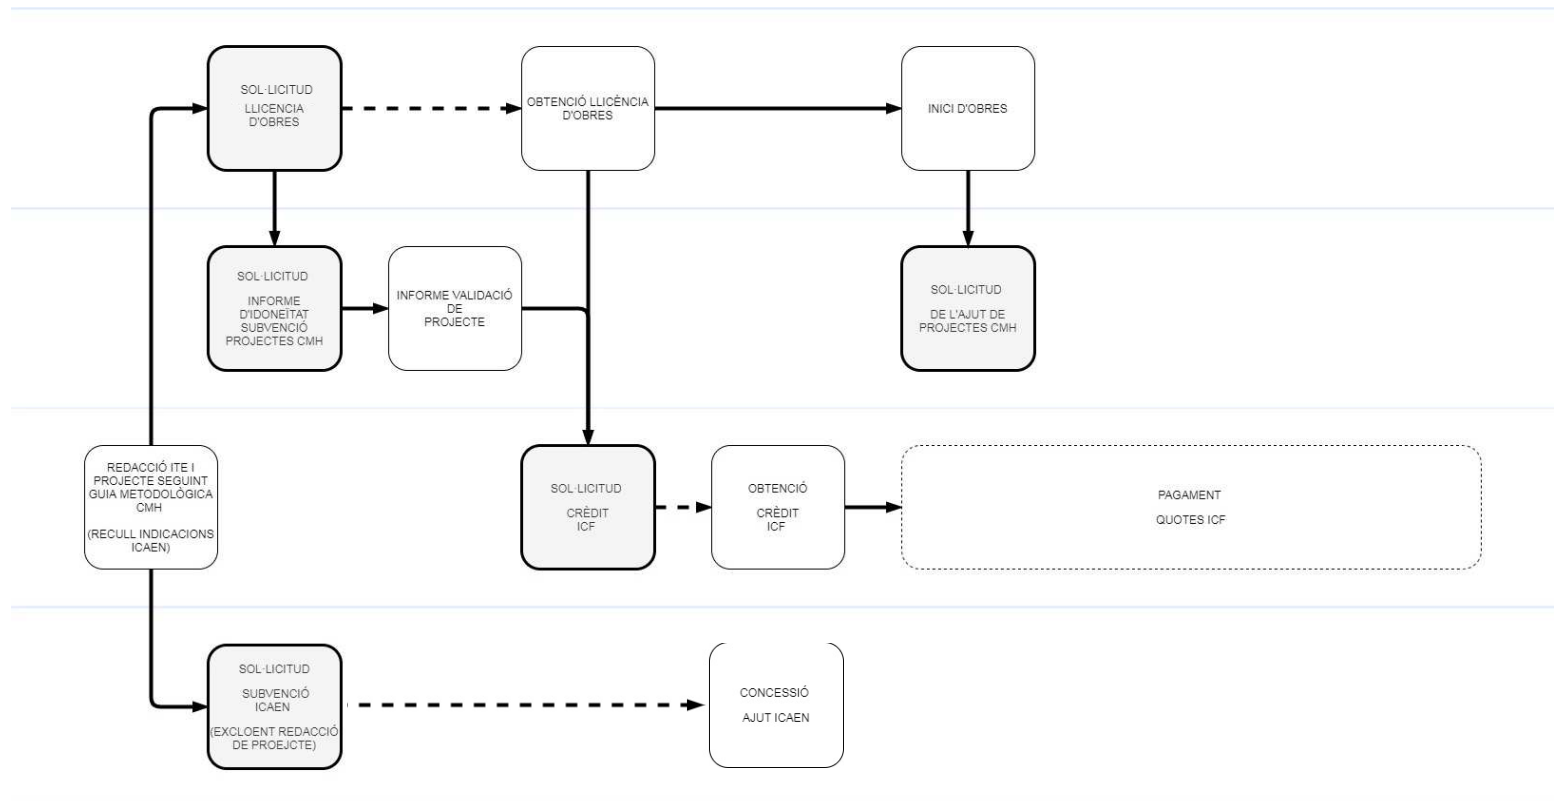 SOL·LICITUD
LLICENCIA
D'OBRES
OBTENCIÓ LLICÈNCIA
D'OBRES
INICI D'OBRES
SOL·LICITUD
INFORME
D'IDONEÏTAT
SUBVENCIÓ
PROJECTES CMH
INFORME VALIDACIÓ
DE
PROJECTE
SOL·LICITUD
DE L'AJUT DE
PROJECTES CMH
REDACCIÓ ITE I
PROJECTE SEGUINT
GUIA METODOLÒGICA
CMH
(RECULL INDICACIONS
ICAEN)
SOL·LICITUD
CRÈDIT
ICF
OBTENCIÓ
CRÈDIT
ICF
PAGAMENT
QUOTES ICF
SOL·LICITUD
SUBVENCIÓ
ICAEN
(EXCLOENT REDACCIÓ
DE PROEJCTE)
CONCESSIÓ
AJUT ICAEN